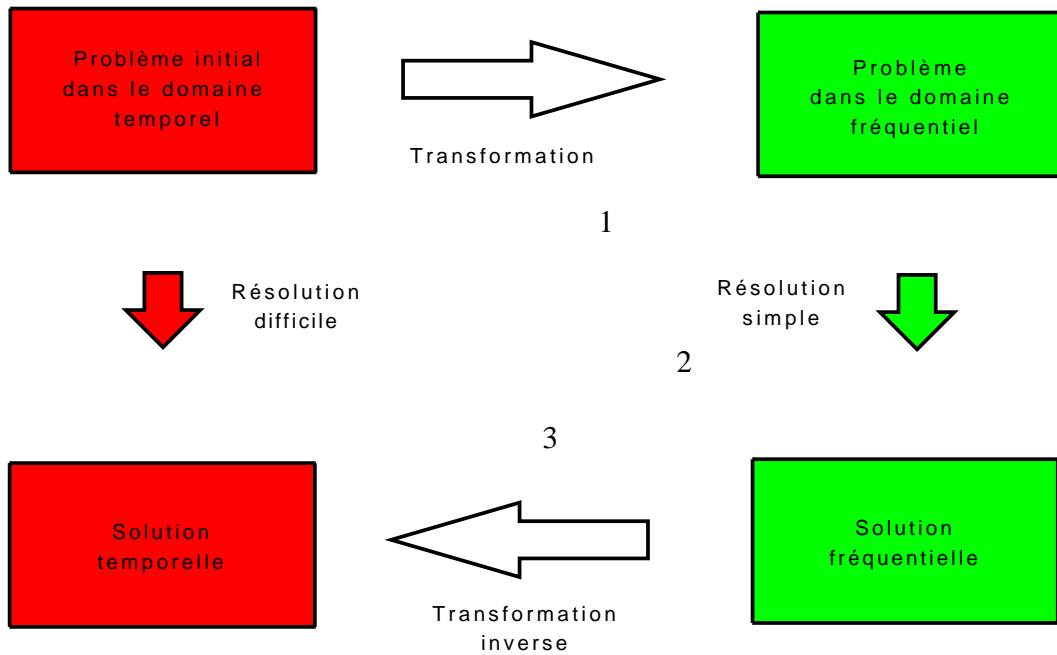 Problème initial
dans le domaine
temporel
Transformation
Problème
dans le domaine
fréquentiel
1
Résolution
difficile
Résolution
simple
2
3
Solution
temporelle
Transformation
inverse
Solution
fréquentielle